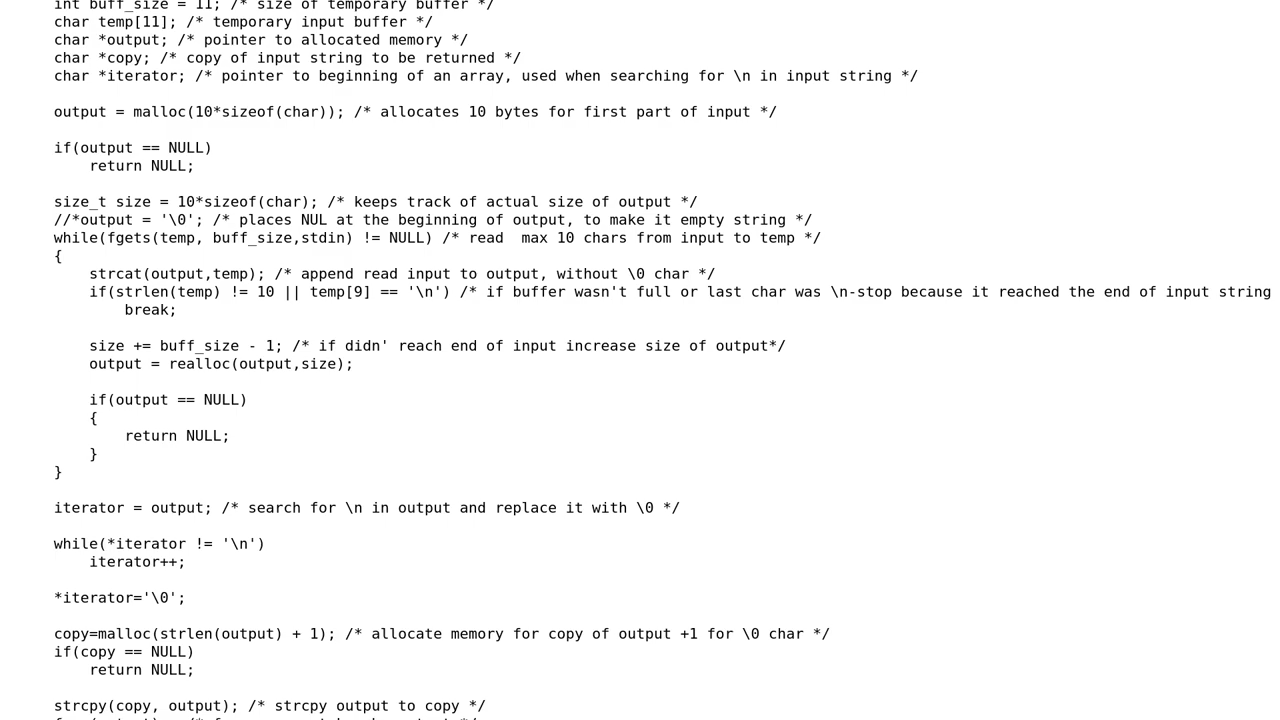 int buff_size = 11; /* size of temporary buffer */
char temp[11]; /* temporary input buffer */
char *output; /* pointer to allocated memory */
char *copy; /* copy of input string to be returned */
char *iterator; /* pointer to beginning of an array, used when searching for \n in input string */
output = malloc(10*sizeof(char)); /* allocates 10 bytes for first part of input */
if(output == NULL)
return NULL;
size_t size = 10*sizeof(char); /* keeps track of actual size of output */
//*output = '\0'; /* places NUL at the beginning of output, to make it empty string */
while(fgets(temp, buff_size,stdin) != NULL) /* read  max 10 chars from input to temp */
{
strcat(output,temp); /* append read input to output, without \0 char */
if(strlen(temp) != 10 || temp[9] == '\n') /* if buffer wasn't full or last char was \n-stop because it reached the end of input string
break;
size += buff_size - 1; /* if didn' reach end of input increase size of output*/
output = realloc(output,size);
if(output == NULL)
{
return NULL;
}
}
iterator = output; /* search for \n in output and replace it with \0 */
while(*iterator != '\n')
iterator++;
*iterator='\0';
copy=malloc(strlen(output) + 1); /* allocate memory for copy of output +1 for \0 char */
if(copy == NULL)
return NULL;
strcpy(copy, output); /* strcpy output to copy */